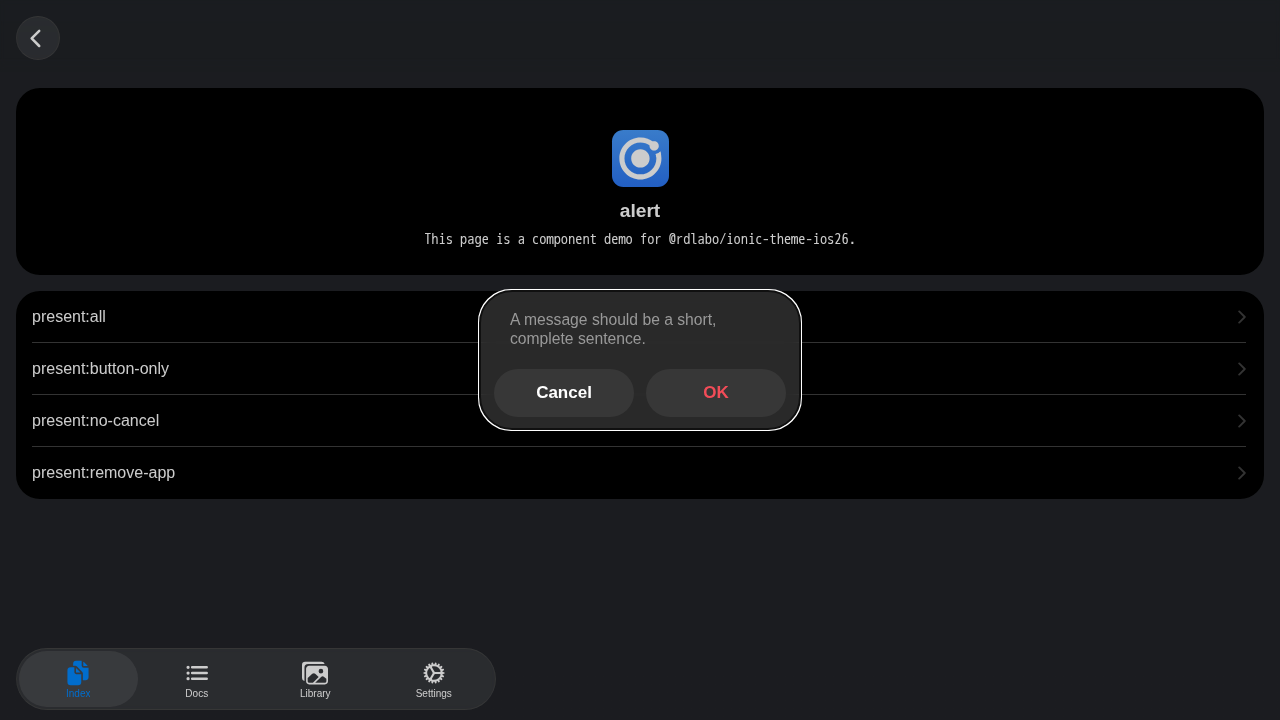 alert
This page is a component demo for @rdlabo/ionic-theme-ios26.
present:all
A message should be a short,
complete sentence.
present:button-only
Cancel
OK
present:no-cancel
present:remove-app
Index
Docs
Library
Settings